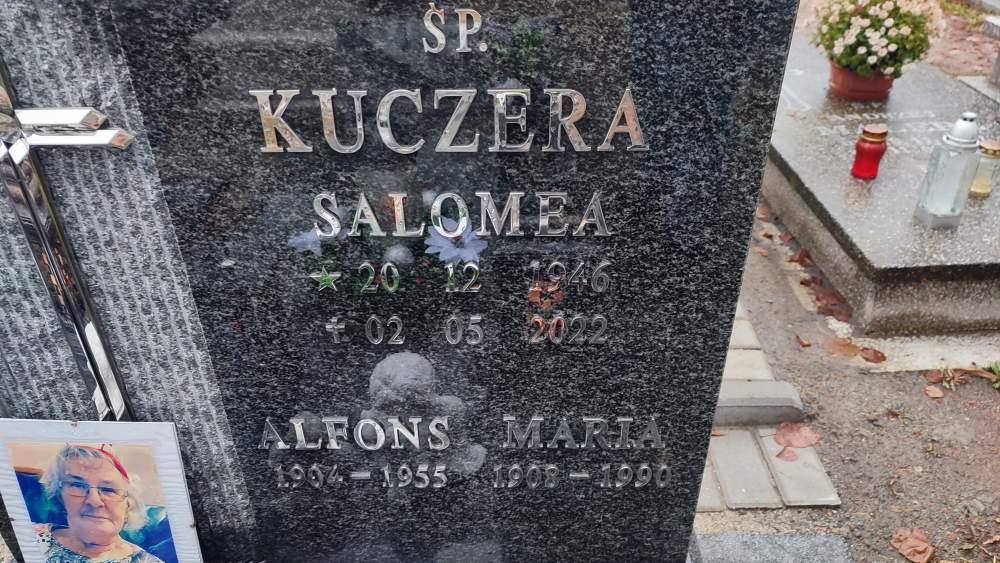 ŚP.
KUCZERA
SALOMEA
★ 20 12 1946
✝ 02 05 2022
ALFONS MARIA
1904 – 1955 1908 – 1990